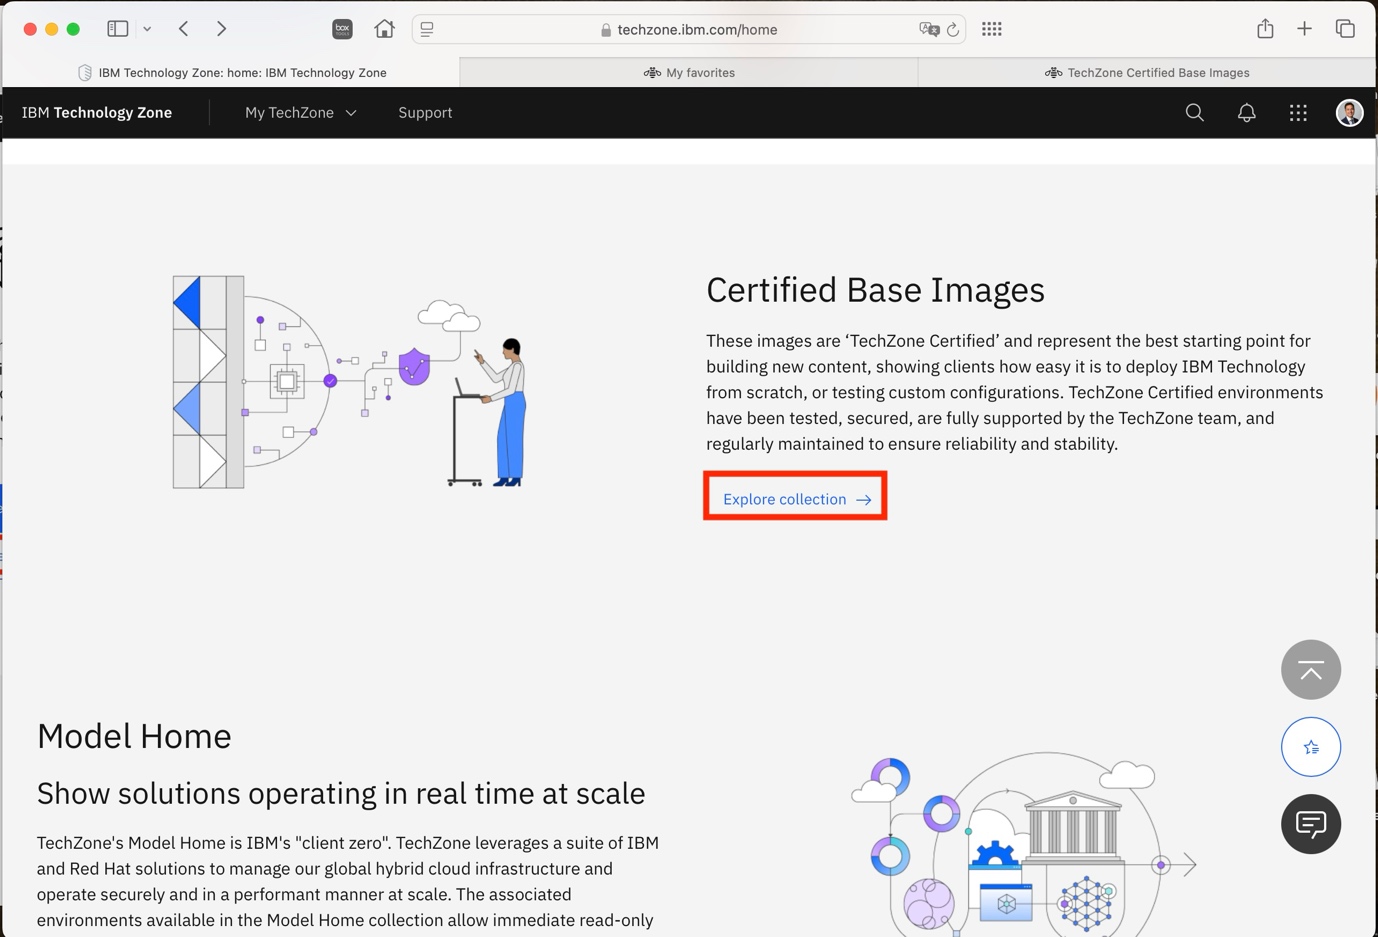 box
TOOLS
techzone.ibm.com/home
IBM Technology Zone: home: IBM Technology Zone
My favorites
TechZone Certified Base Images
IBM Technology Zone
My TechZone
Support
Certified Base Images
These images are ‘TechZone Certified’ and represent the best starting point for
building new content, showing clients how easy it is to deploy IBM Technology
from scratch, or testing custom configurations. TechZone Certified environments
have been tested, secured, are fully supported by the TechZone team, and
regularly maintained to ensure reliability and stability.
Explore collection →
Model Home
Show solutions operating in real time at scale
TechZone's Model Home is IBM's "client zero". TechZone leverages a suite of IBM
and Red Hat solutions to manage our global hybrid cloud infrastructure and
operate securely and in a performant manner at scale. The associated
environments available in the Model Home collection allow immediate read-only